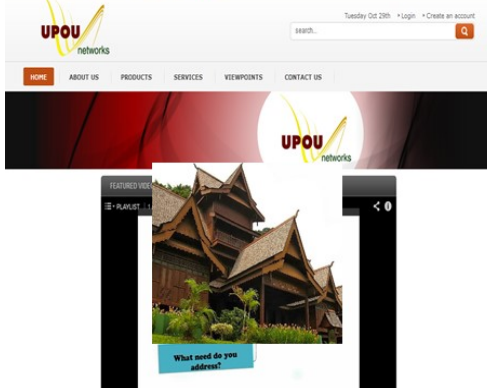 UPOU
networks
Tuesday Oct 29th • Login • Create an account
search..
HOME ABOUT US PRODUCTS SERVICES VIEWPOINTS CONTACT US
UPOU
networks
FEATURED VIDEO
PLAYLIST
What need do you
address?